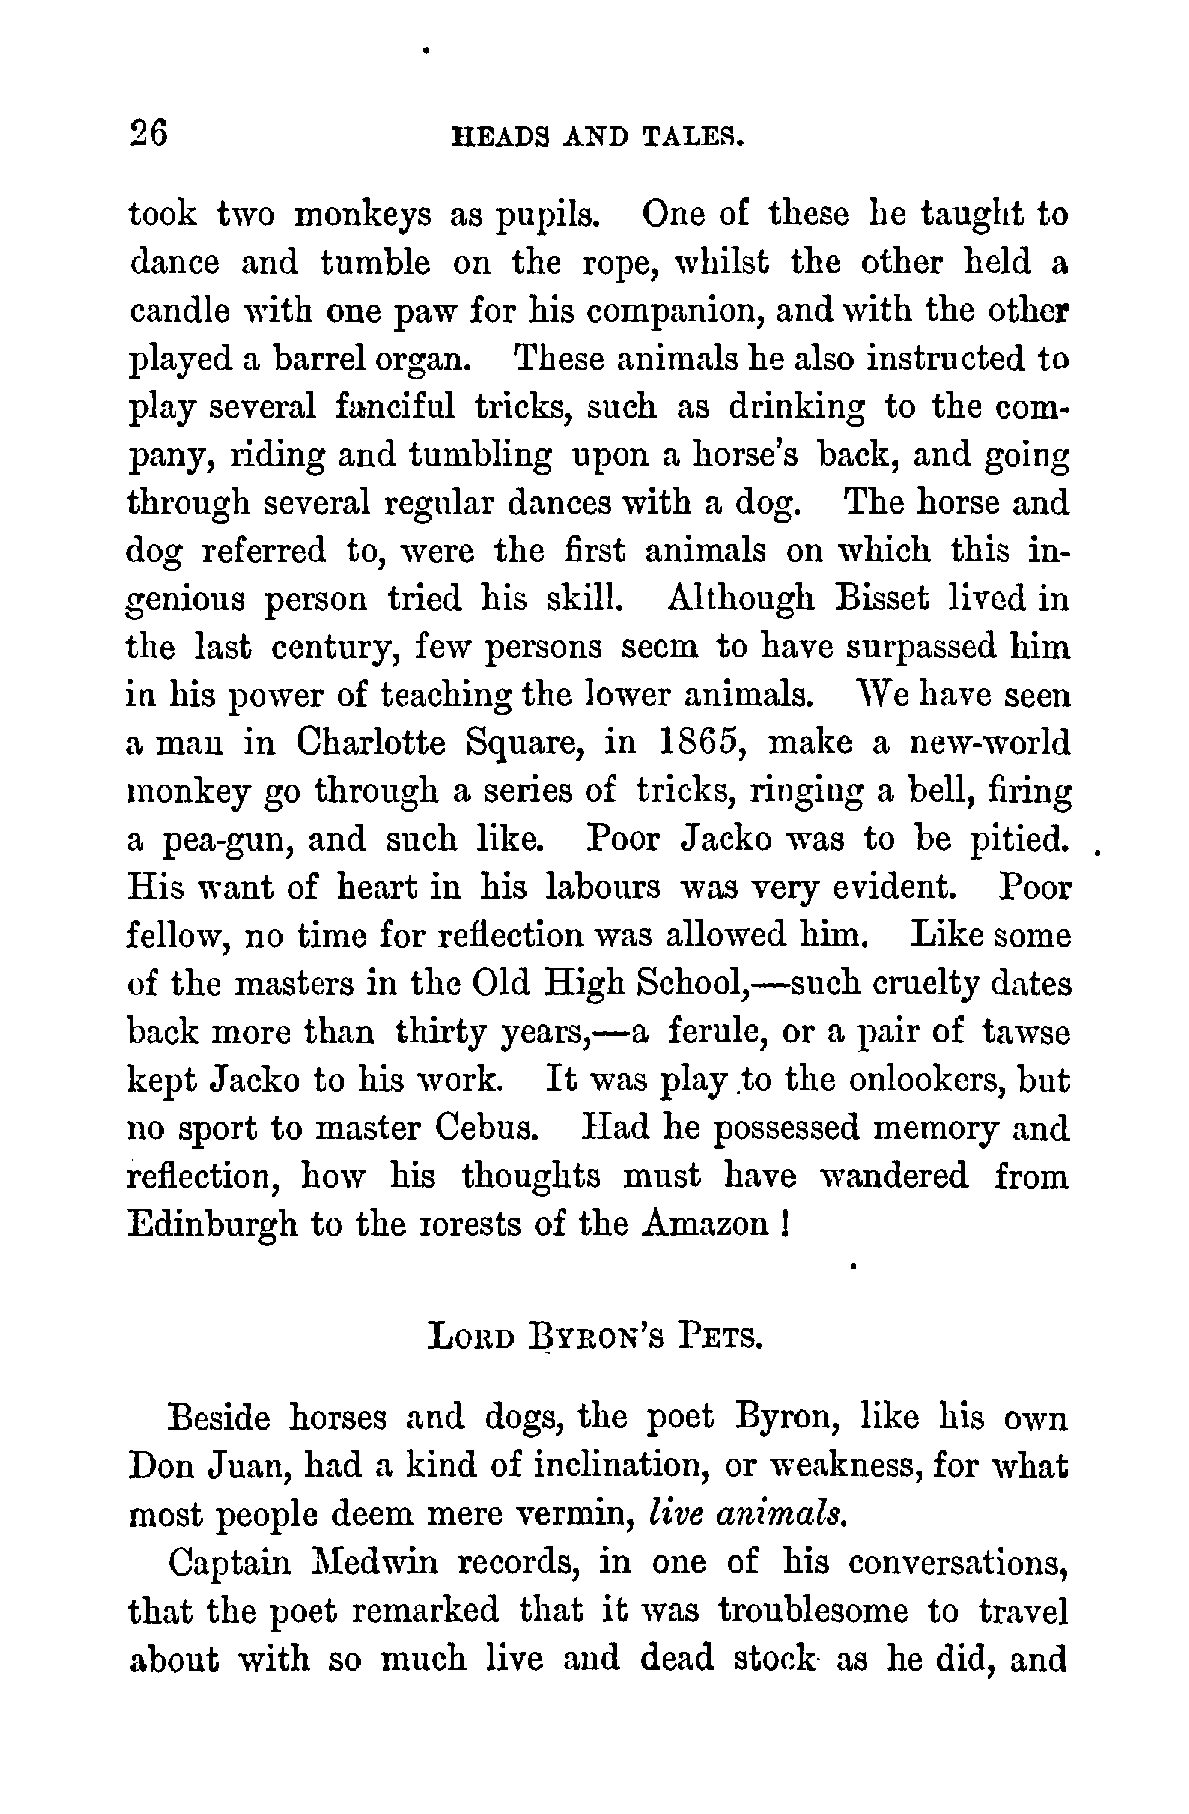 26 HEADS AND TALES.
took two monkeys as pupils. One of these he taught to
dance and tumble on the rope, whilst the other held a
candle with one paw for his companion, and with the other
played a barrel organ. These animals he also instructed to
play several fanciful tricks, such as drinking to the com-
pany, riding and tumbling upon a horse's back, and going
through several regular dances with a dog. The horse and
dog referred to, were the first animals on which this in-
genious person tried his skill. Although Bisset lived in
the last century, few persons seem to have surpassed him
in his power of teaching the lower animals. We have seen
a man in Charlotte Square, in 1865, make a new-world
monkey go through a series of tricks, ringing a bell, firing
a pea-gun, and such like. Poor Jacko was to be pitied.
His want of heart in his labours was very evident. Poor
fellow, no time for reflection was allowed him. Like some
of the masters in the Old High School,—such cruelty dates
back more than thirty years,—a ferule, or a pair of tawse
kept Jacko to his work. It was play to the onlookers, but
no sport to master Cebus. Had he possessed memory and
reflection, how his thoughts must have wandered from
Edinburgh to the forests of the Amazon!
LORD BYRON'S PETS.
Beside horses and dogs, the poet Byron, like his own
Don Juan, had a kind of inclination, or weakness, for what
most people deem mere vermin, live animals.
Captain Medwin records, in one of his conversations,
that the poet remarked that it was troublesome to travel
about with so much live and dead stock as he did, and